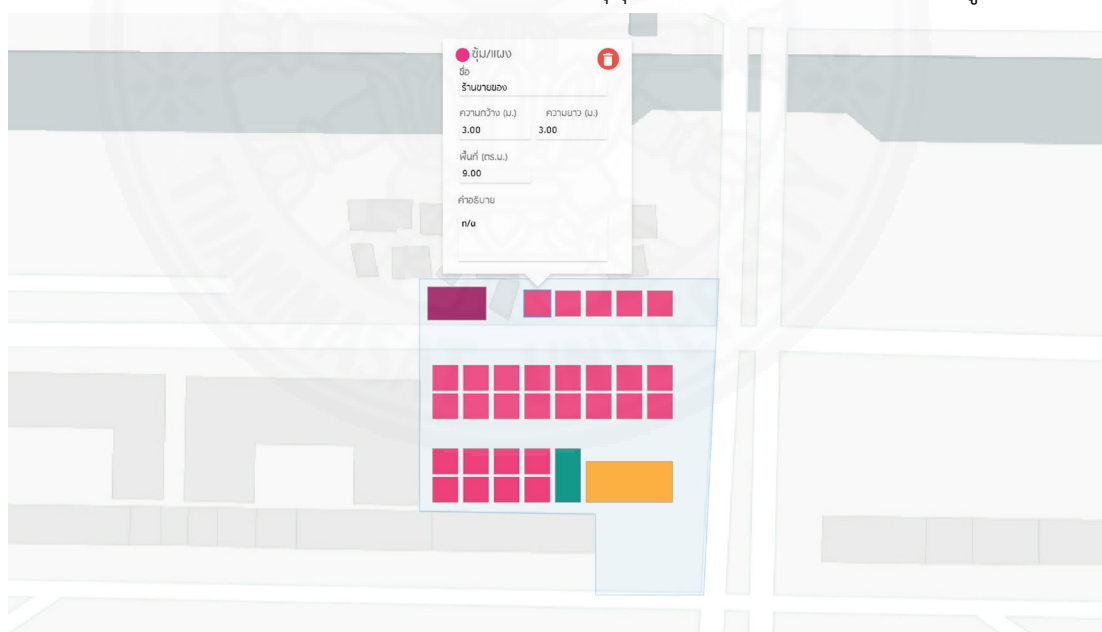 ซุ้ม/แผง
ชื่อ
ร้านขายของ
ความกว้าง (ม.) ความยาว (ม.)
3.00 3.00
พื้นที่ (ตร.ม.)
9.00
คำอธิบาย
n/u